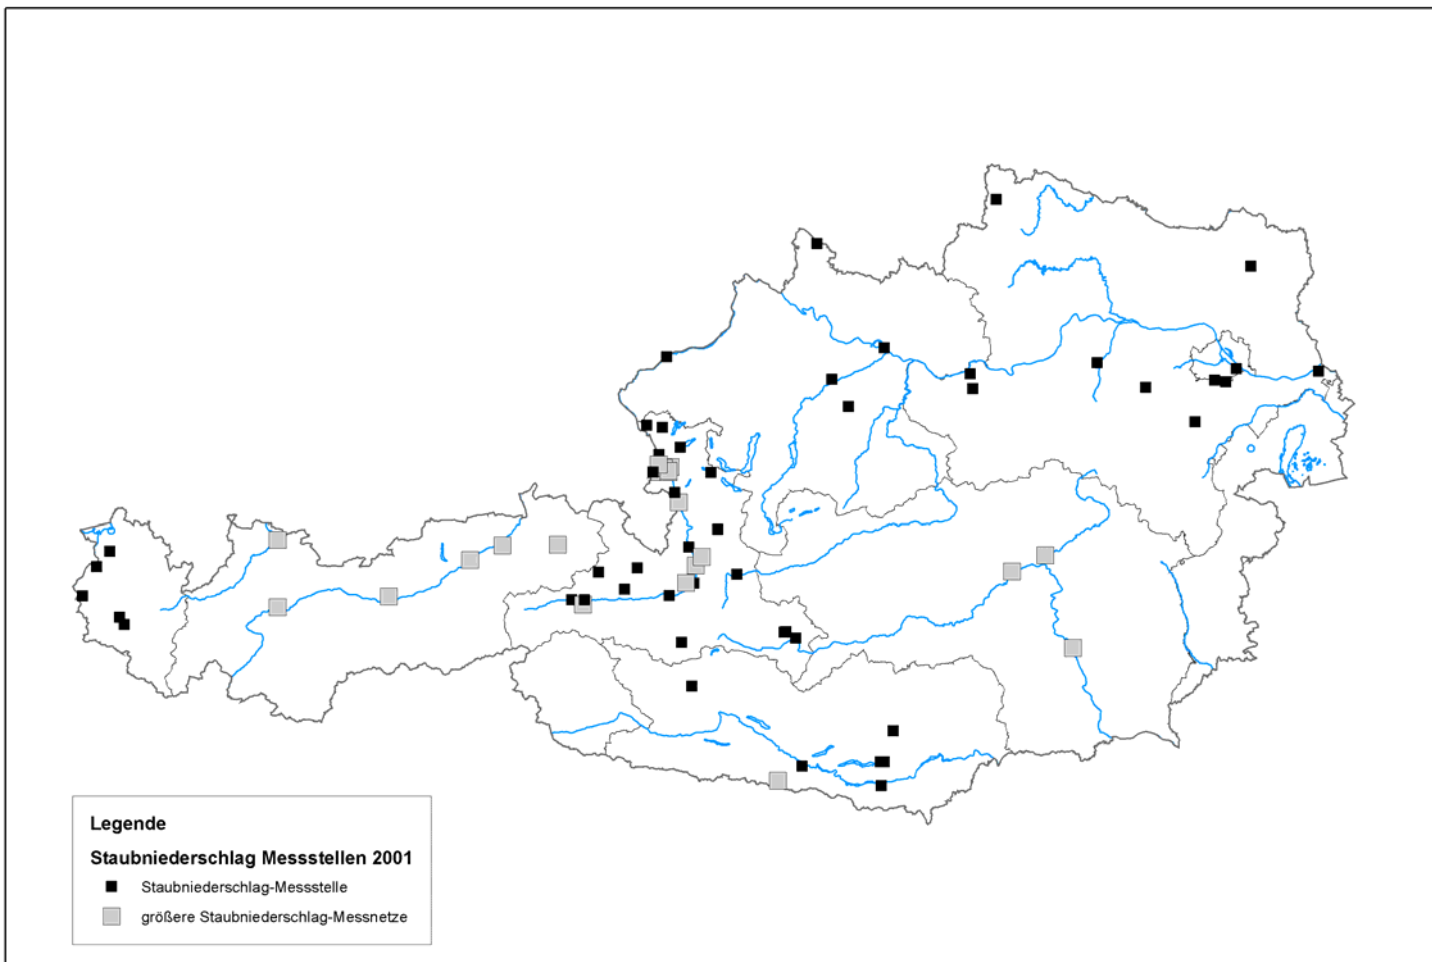 Legende
Staubniederschlag Messstellen 2001
Staubniederschlag-Messstelle
größere Staubniederschlag-Messnetze